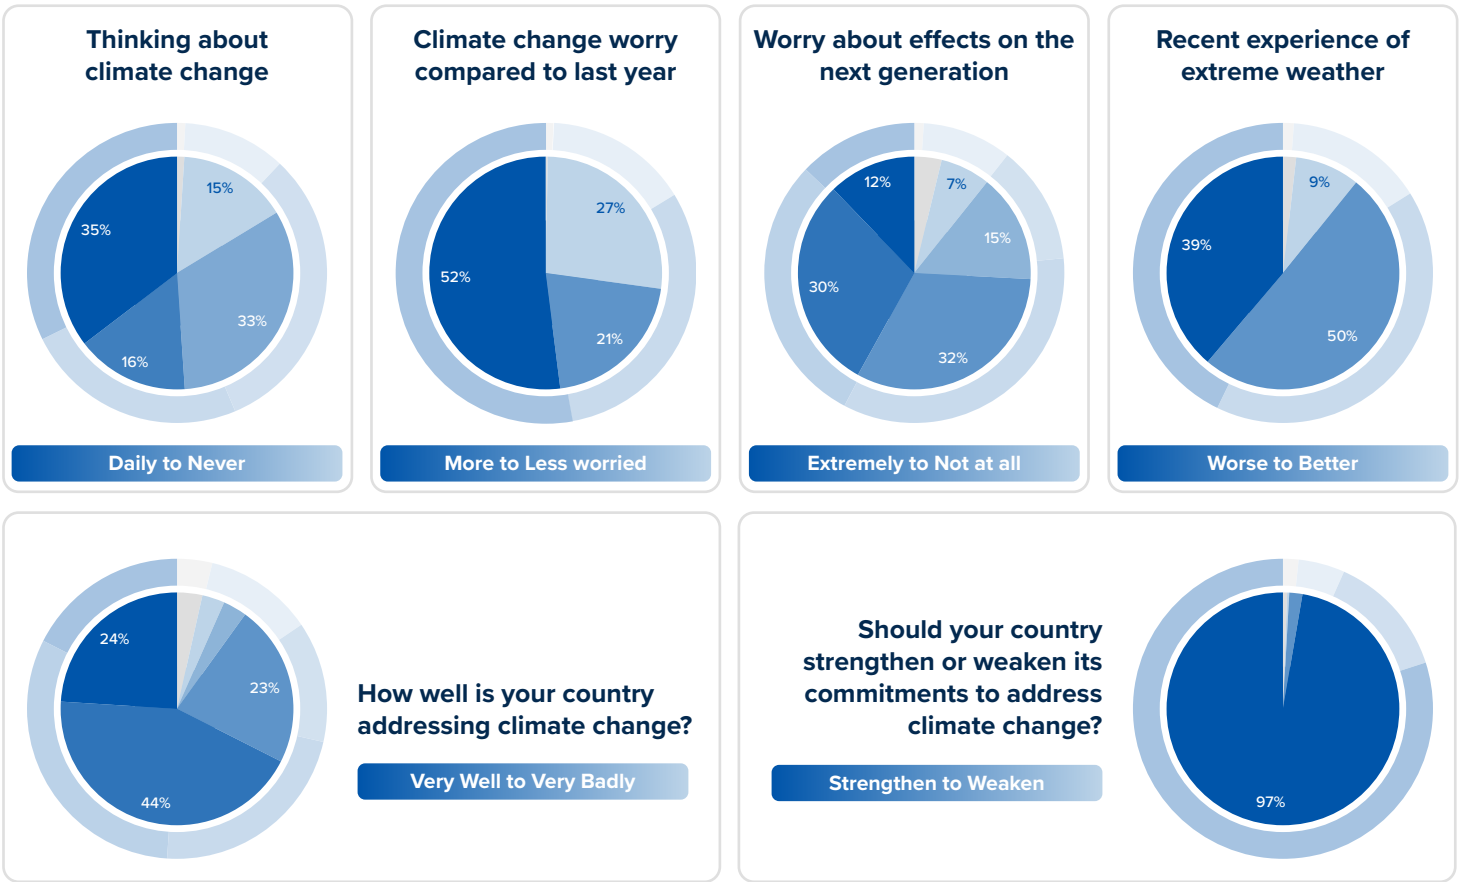 Thinking about
climate change
15%
35%
33%
16%
Daily to Never
Climate change worry
compared to last year
27%
52%
21%
More to Less worried
Worry about effects on the
next generation
12%
7%
15%
30%
32%
Extremely to Not at all
Recent experience of
extreme weather
9%
39%
50%
Worse to Better
24%
23%
44%
How well is your country
addressing climate change?
Very Well to Very Badly
Should your country
strengthen or weaken its
commitments to address
climate change?
Strengthen to Weaken
97%